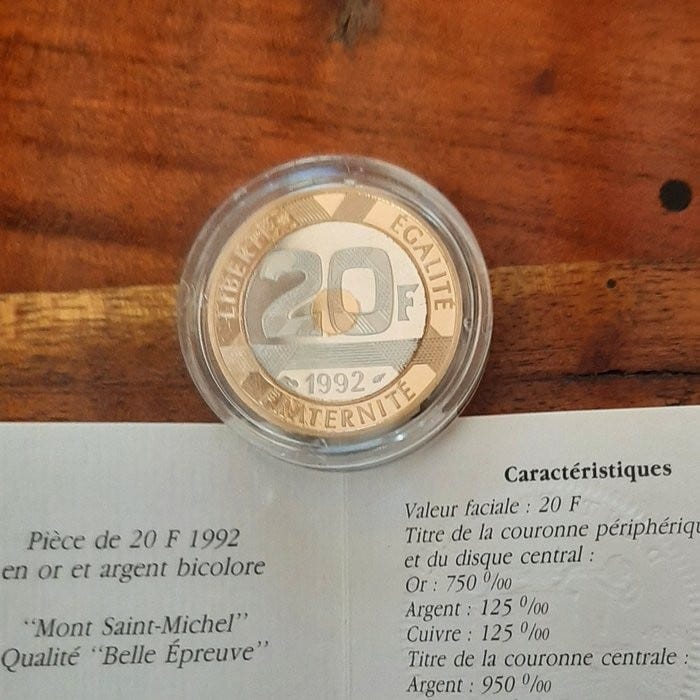 LIBERTÉ
ÉGALITÉ
20F
1992
FRATERNITÉ
Pièce de 20 F 1992
en or et argent bicolore
"Mont Saint-Michel"
Qualité "Belle Épreuve"
Caractéristiques
Valeur faciale : 20 F
Titre de la couronne périphériqu
et du disque central :
Or : 750 ⁰/₀₀
Argent : 125 ⁰/₀₀
Cuivre : 125 ⁰/₀₀
Titre de la couronne centrale :
Argent : 950 ⁰/₀₀